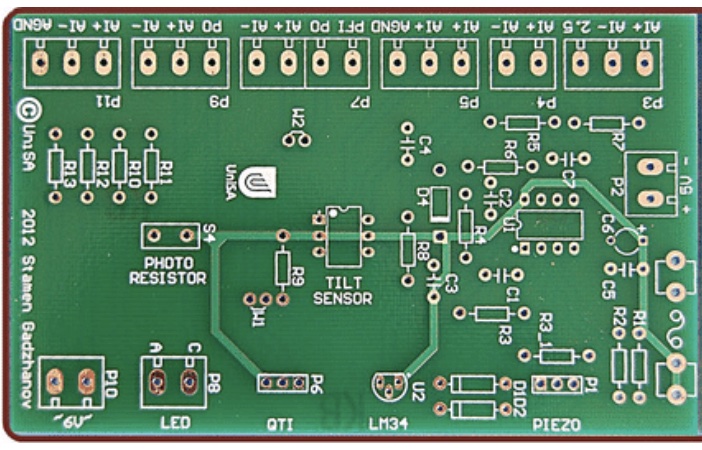 AGND AI- AI+
AI- AI+ PO
AI- AI+ PO PFI
AGND AI+ AI+
AI- AI+
2.5 AI- AI+
P11
P9
P7
P5
P4
P3
© UniSA
2012 Stamen Gadzhanov
R13
R12
R10
R11
W2
UniSA
C4
R5
R7
R6
C7
P2
- 5V +
D4
C2
U1
R4
R8
C6
+
S4
PHOTO
RESISTOR
R9
TILT
SENSOR
C3
C1
C5
W1
R3
R3_1
R2
R1
P10
"6V"
A C
P8
LED
P6
QTI
U2
LM34
D1
D2
P1
PIEZO